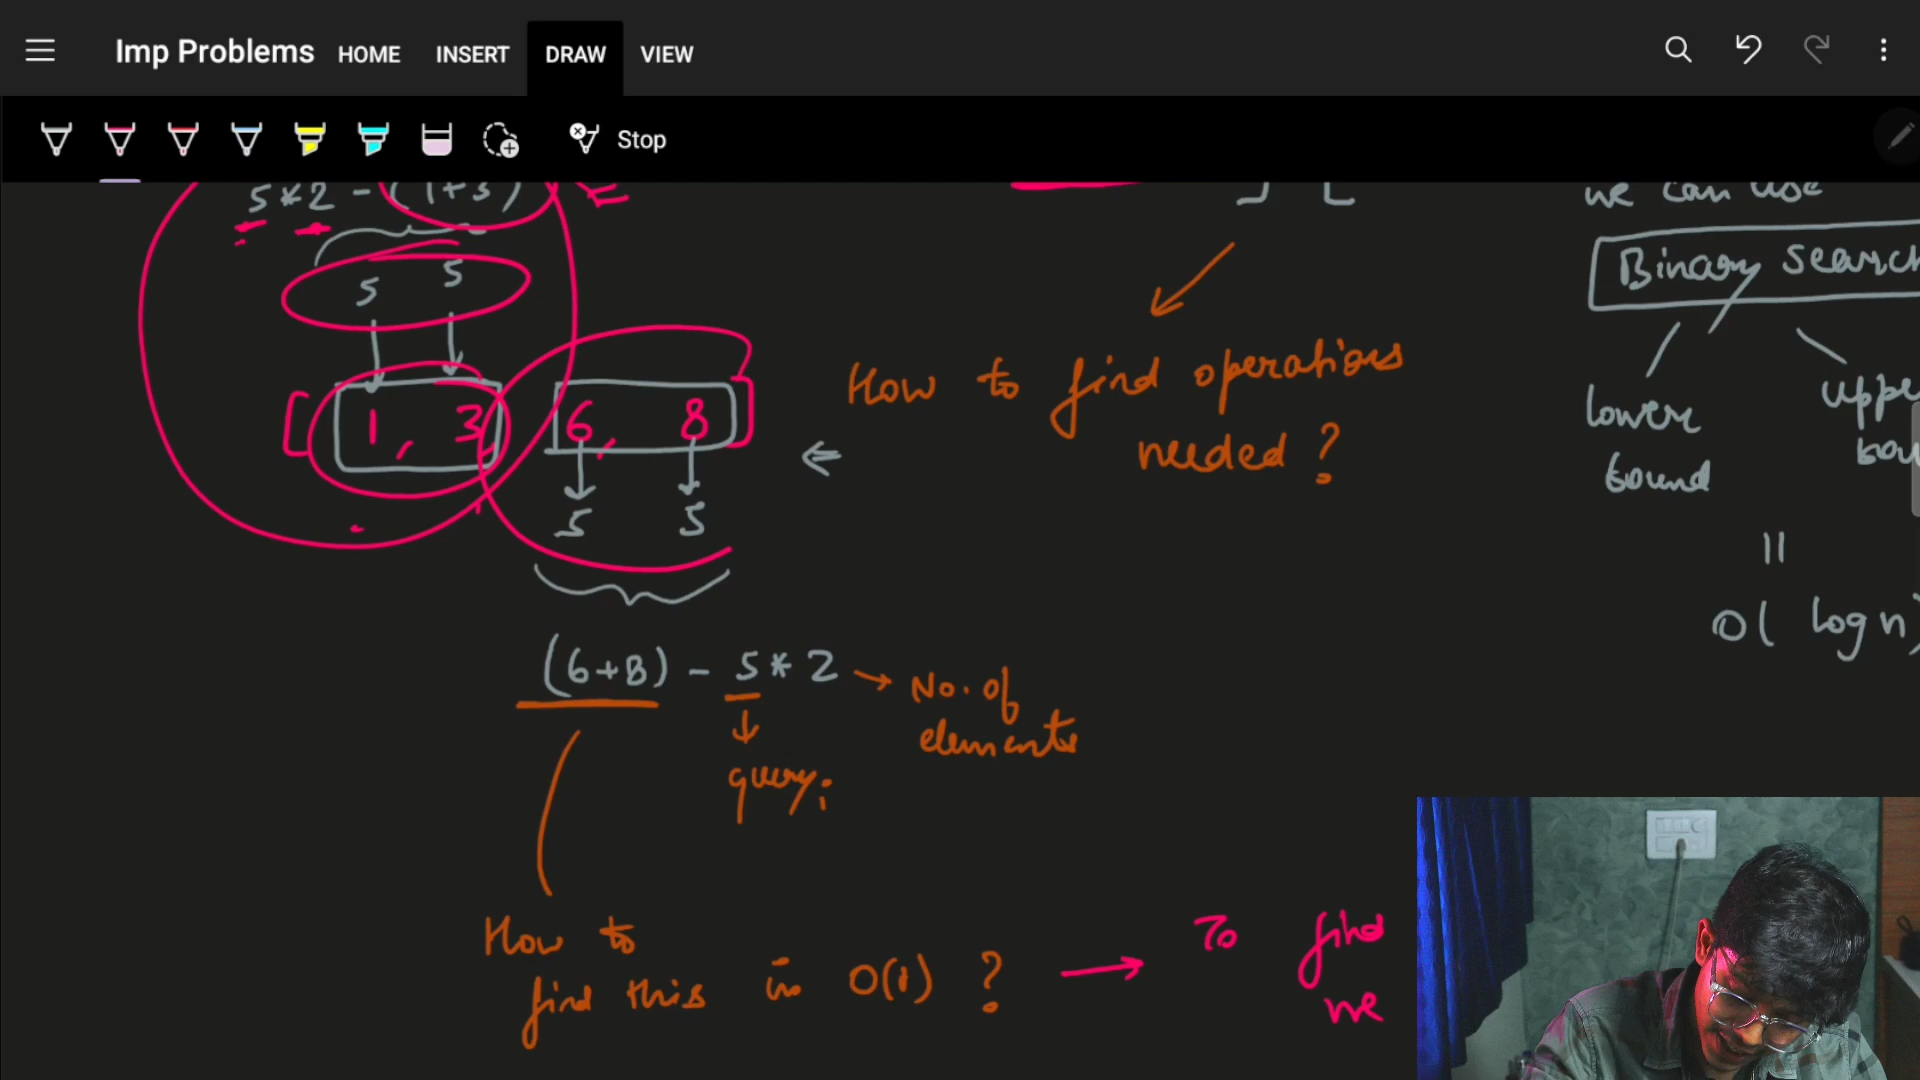 Imp Problems HOME INSERT DRAW VIEW
Stop
5 * 2 - (1+3)
we can use
Binary search
5 5
lower
bound
[ 1, 3, 6, 8 ]
5 5
How to find operations
needed ?
O( log n)
(6+8) - 5 * 2 → No. of
elements
query i
How to
find this in O(1) ? → To find
we